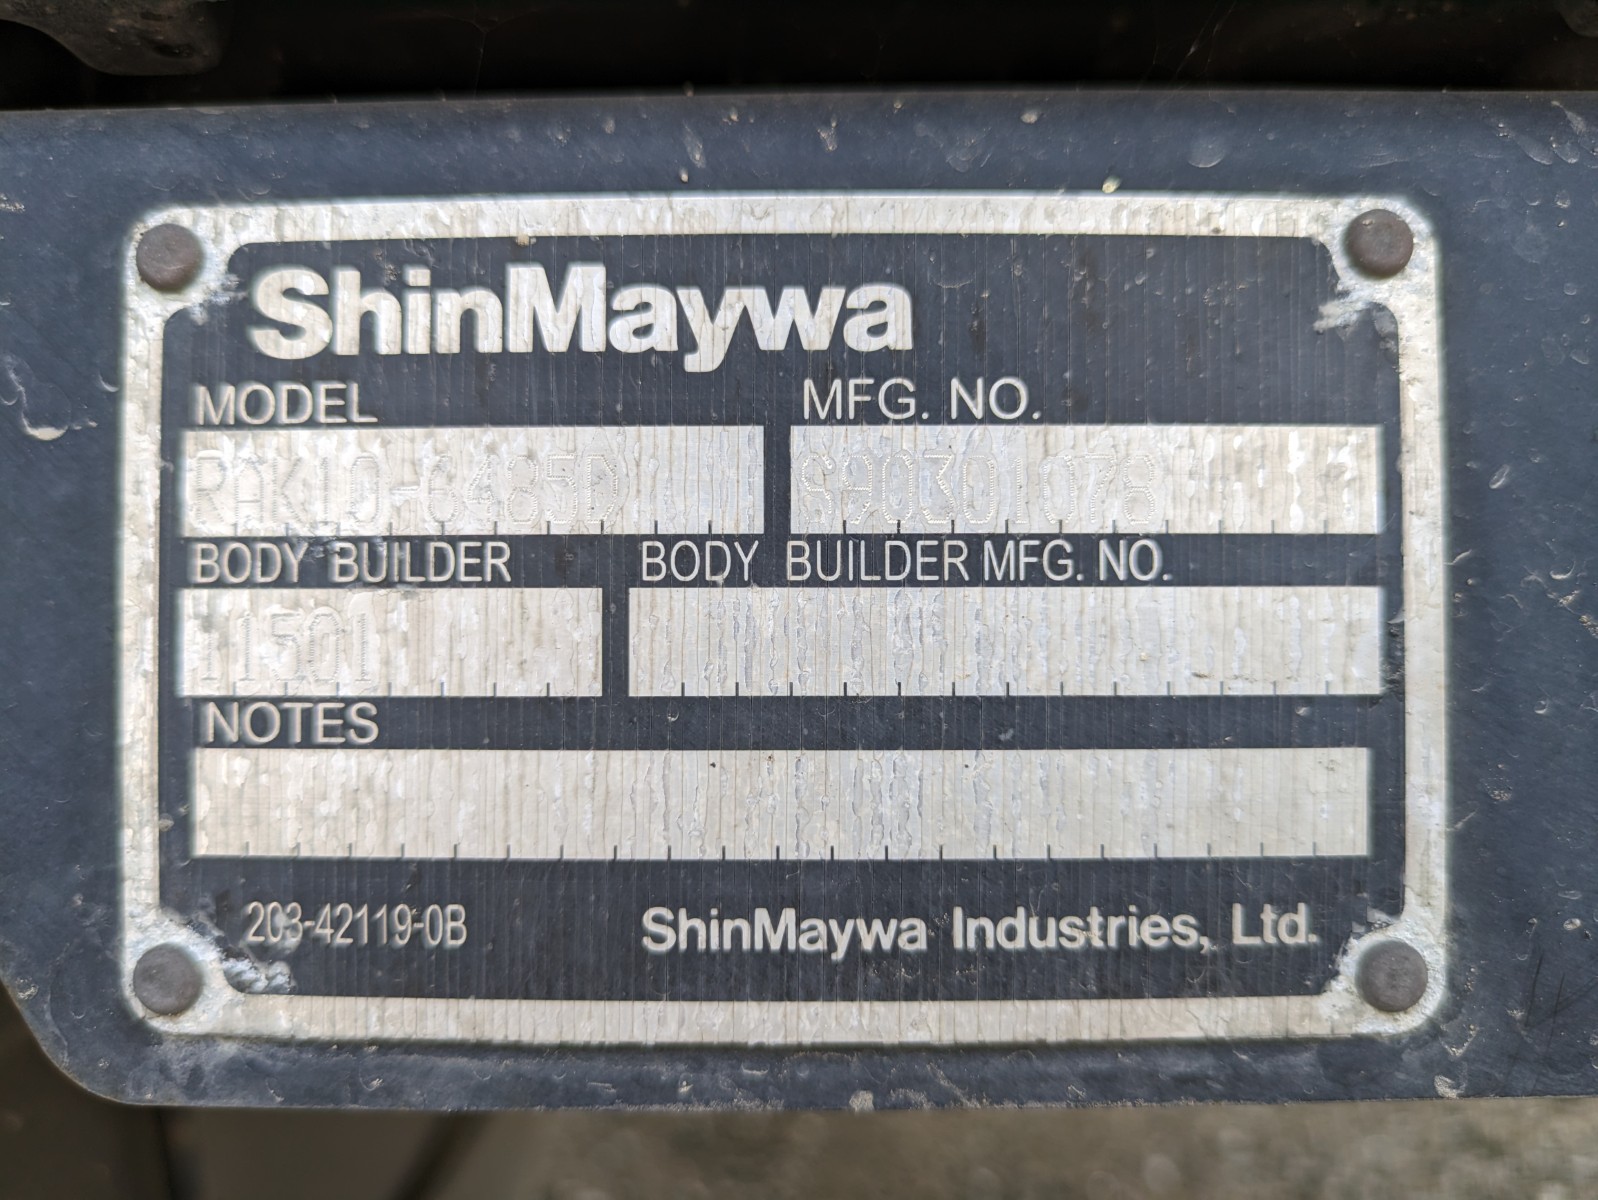 ShinMaywa
MODEL MFG. NO.
RAK10-6485D S90301078
BODY BUILDER BODY BUILDER MFG. NO.
11501
NOTES
203-42119-0B ShinMaywa Industries, Ltd.